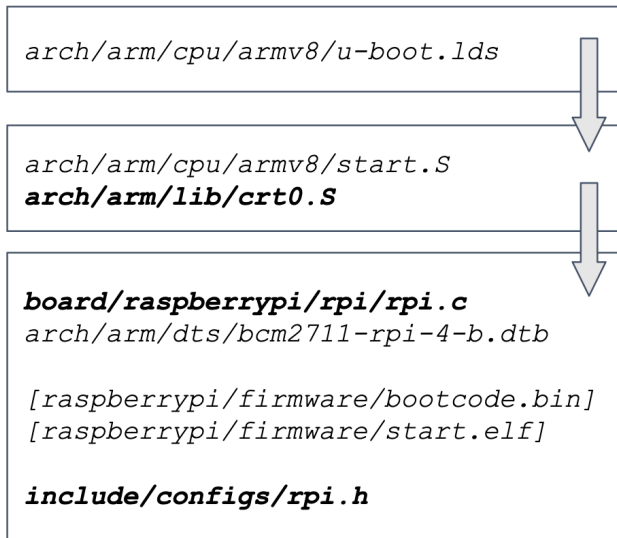 arch/arm/cpu/armv8/u-boot.lds
arch/arm/cpu/armv8/start.S
arch/arm/lib/crt0.S
board/raspberrypi/rpi/rpi.c
arch/arm/dts/bcm2711-rpi-4-b.dtb
[raspberrypi/firmware/bootcode.bin]
[raspberrypi/firmware/start.elf]
include/configs/rpi.h